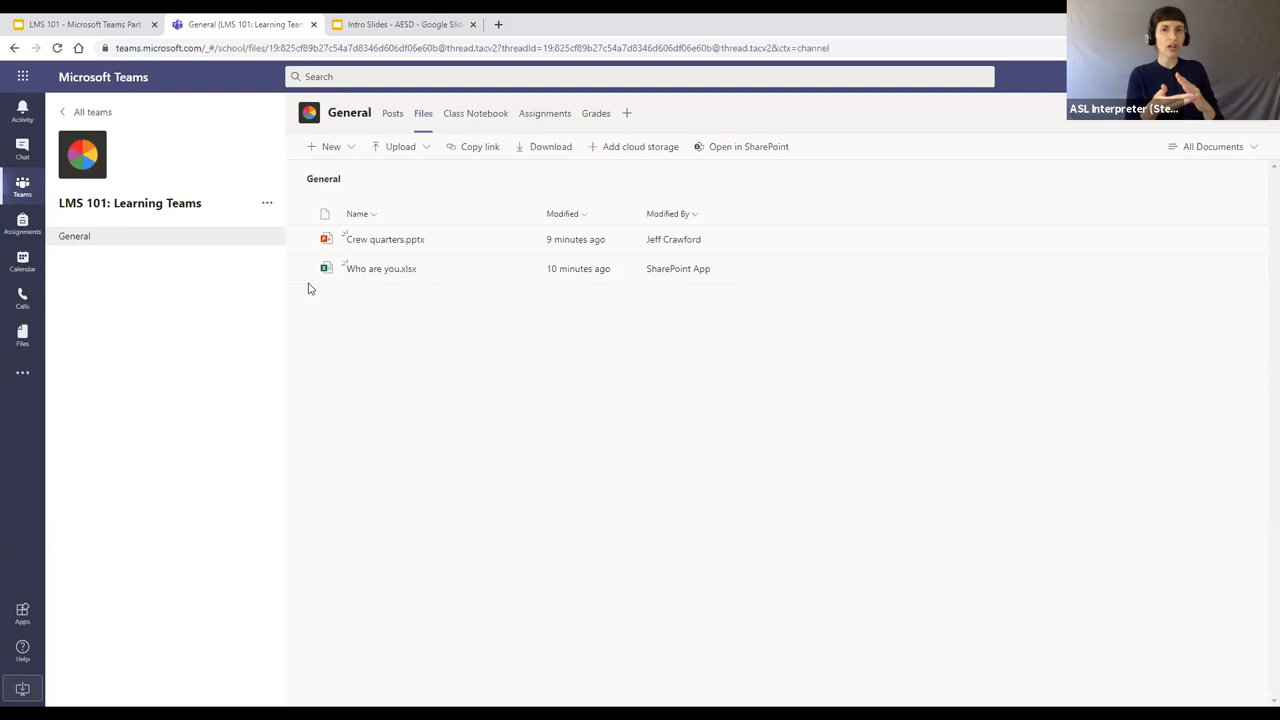 LMS 101 - Microsoft Teams Part
General (LMS 101: Learning Team
Intro Slides - AESD - Google Slid
teams.microsoft.com/_#/school/files/19:825cf89b27c54a7d8346d606df06e60b@thread.tacv2?threadId=19:825cf89b27c54a7d8346d606df06e60b@thread.tacv2&ctx=channel
Microsoft Teams
Search
ASL Interpreter (Ste...
Activity
Chat
Teams
Assignments
Calendar
Calls
Files
Apps
Help
All teams
LMS 101: Learning Teams
General
General
Posts
Files
Class Notebook
Assignments
Grades
New
Upload
Copy link
Download
Add cloud storage
Open in SharePoint
All Documents
General
Name
Modified
Modified By
Crew quarters.pptx
9 minutes ago
Jeff Crawford
Who are you.xlsx
10 minutes ago
SharePoint App